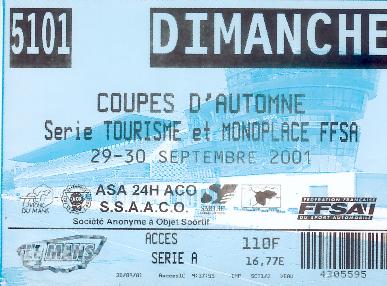 5101
DIMANCHE
COUPES D'AUTOMNE
Serie TOURISME et MONOPLACE FFSA
29-30 SEPTEMBRE 2001
ASA 24H ACO
S.S.A.A.C.O.
Société Anonyme à Objet Sportif
FEDERATION FRANÇAISE
FFSA
DU SPORT AUTOMOBILE
LE MANS
ACCES
SERIE A
110F
16,77E
4305595